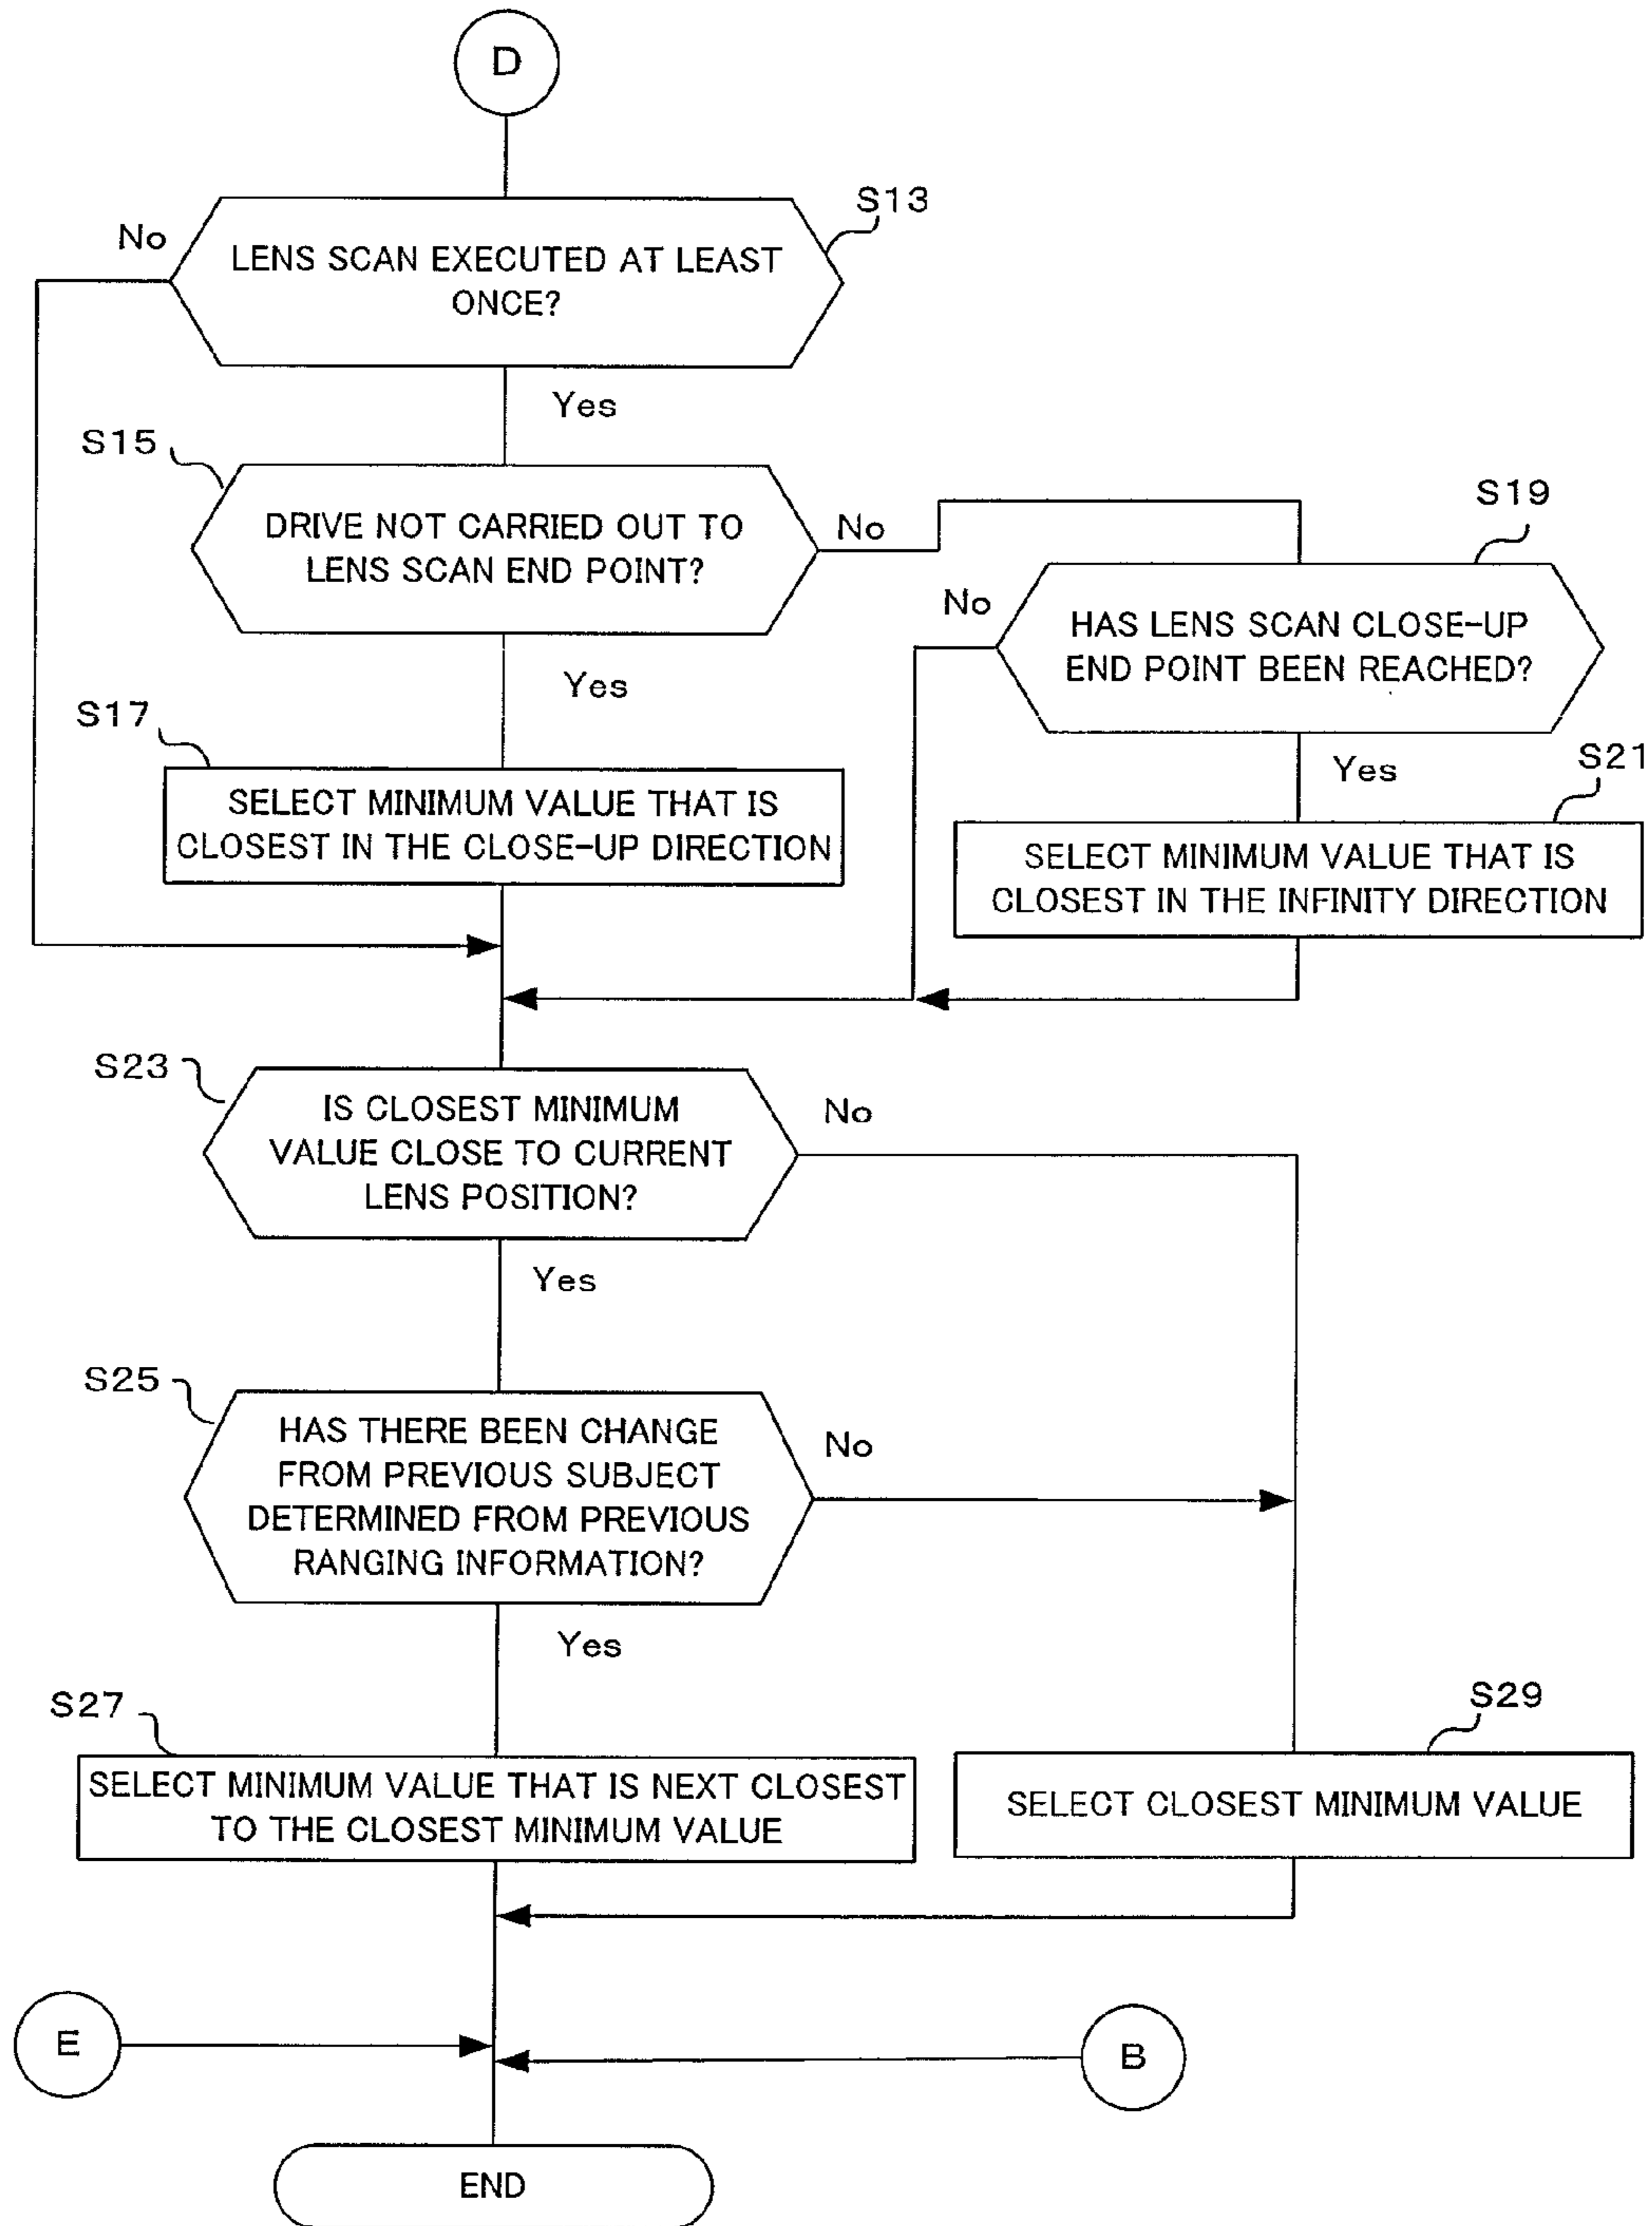 D
S13
No
LENS SCAN EXECUTED AT LEAST
ONCE?
Yes
S15
DRIVE NOT CARRIED OUT TO
LENS SCAN END POINT?
No
S19
No
HAS LENS SCAN CLOSE-UP
END POINT BEEN REACHED?
Yes
Yes
S17
SELECT MINIMUM VALUE THAT IS
CLOSEST IN THE CLOSE-UP DIRECTION
S21
SELECT MINIMUM VALUE THAT IS
CLOSEST IN THE INFINITY DIRECTION
S23
IS CLOSEST MINIMUM
VALUE CLOSE TO CURRENT
LENS POSITION?
No
Yes
S25
HAS THERE BEEN CHANGE
FROM PREVIOUS SUBJECT
DETERMINED FROM PREVIOUS
RANGING INFORMATION?
No
Yes
S27
SELECT MINIMUM VALUE THAT IS NEXT CLOSEST
TO THE CLOSEST MINIMUM VALUE
S29
SELECT CLOSEST MINIMUM VALUE
E
B
END